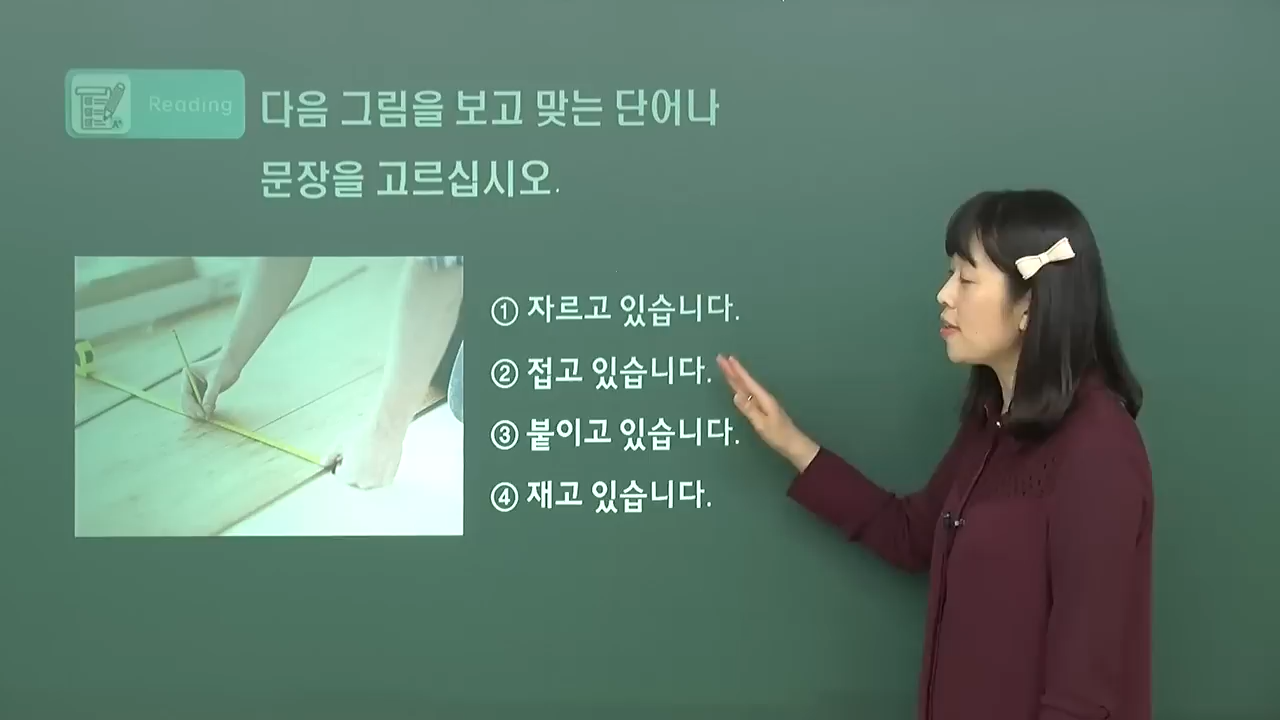 Reading
다음 그림을 보고 맞는 단어나
문장을 고르십시오.
① 자르고 있습니다.
② 접고 있습니다.
③ 붙이고 있습니다.
④ 재고 있습니다.